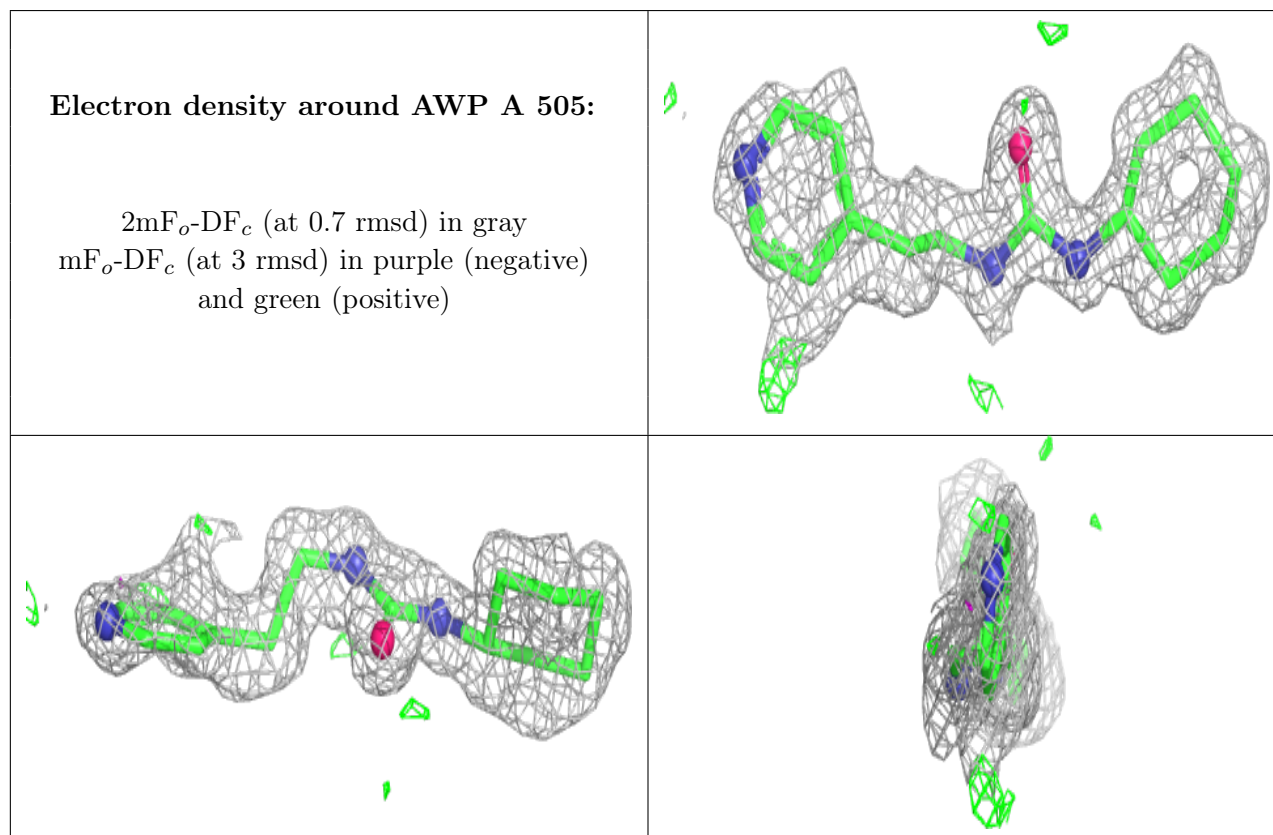 Electron density around AWP A 505:
2mFo-DFc (at 0.7 rmsd) in gray
mFo-DFc (at 3 rmsd) in purple (negative)
and green (positive)